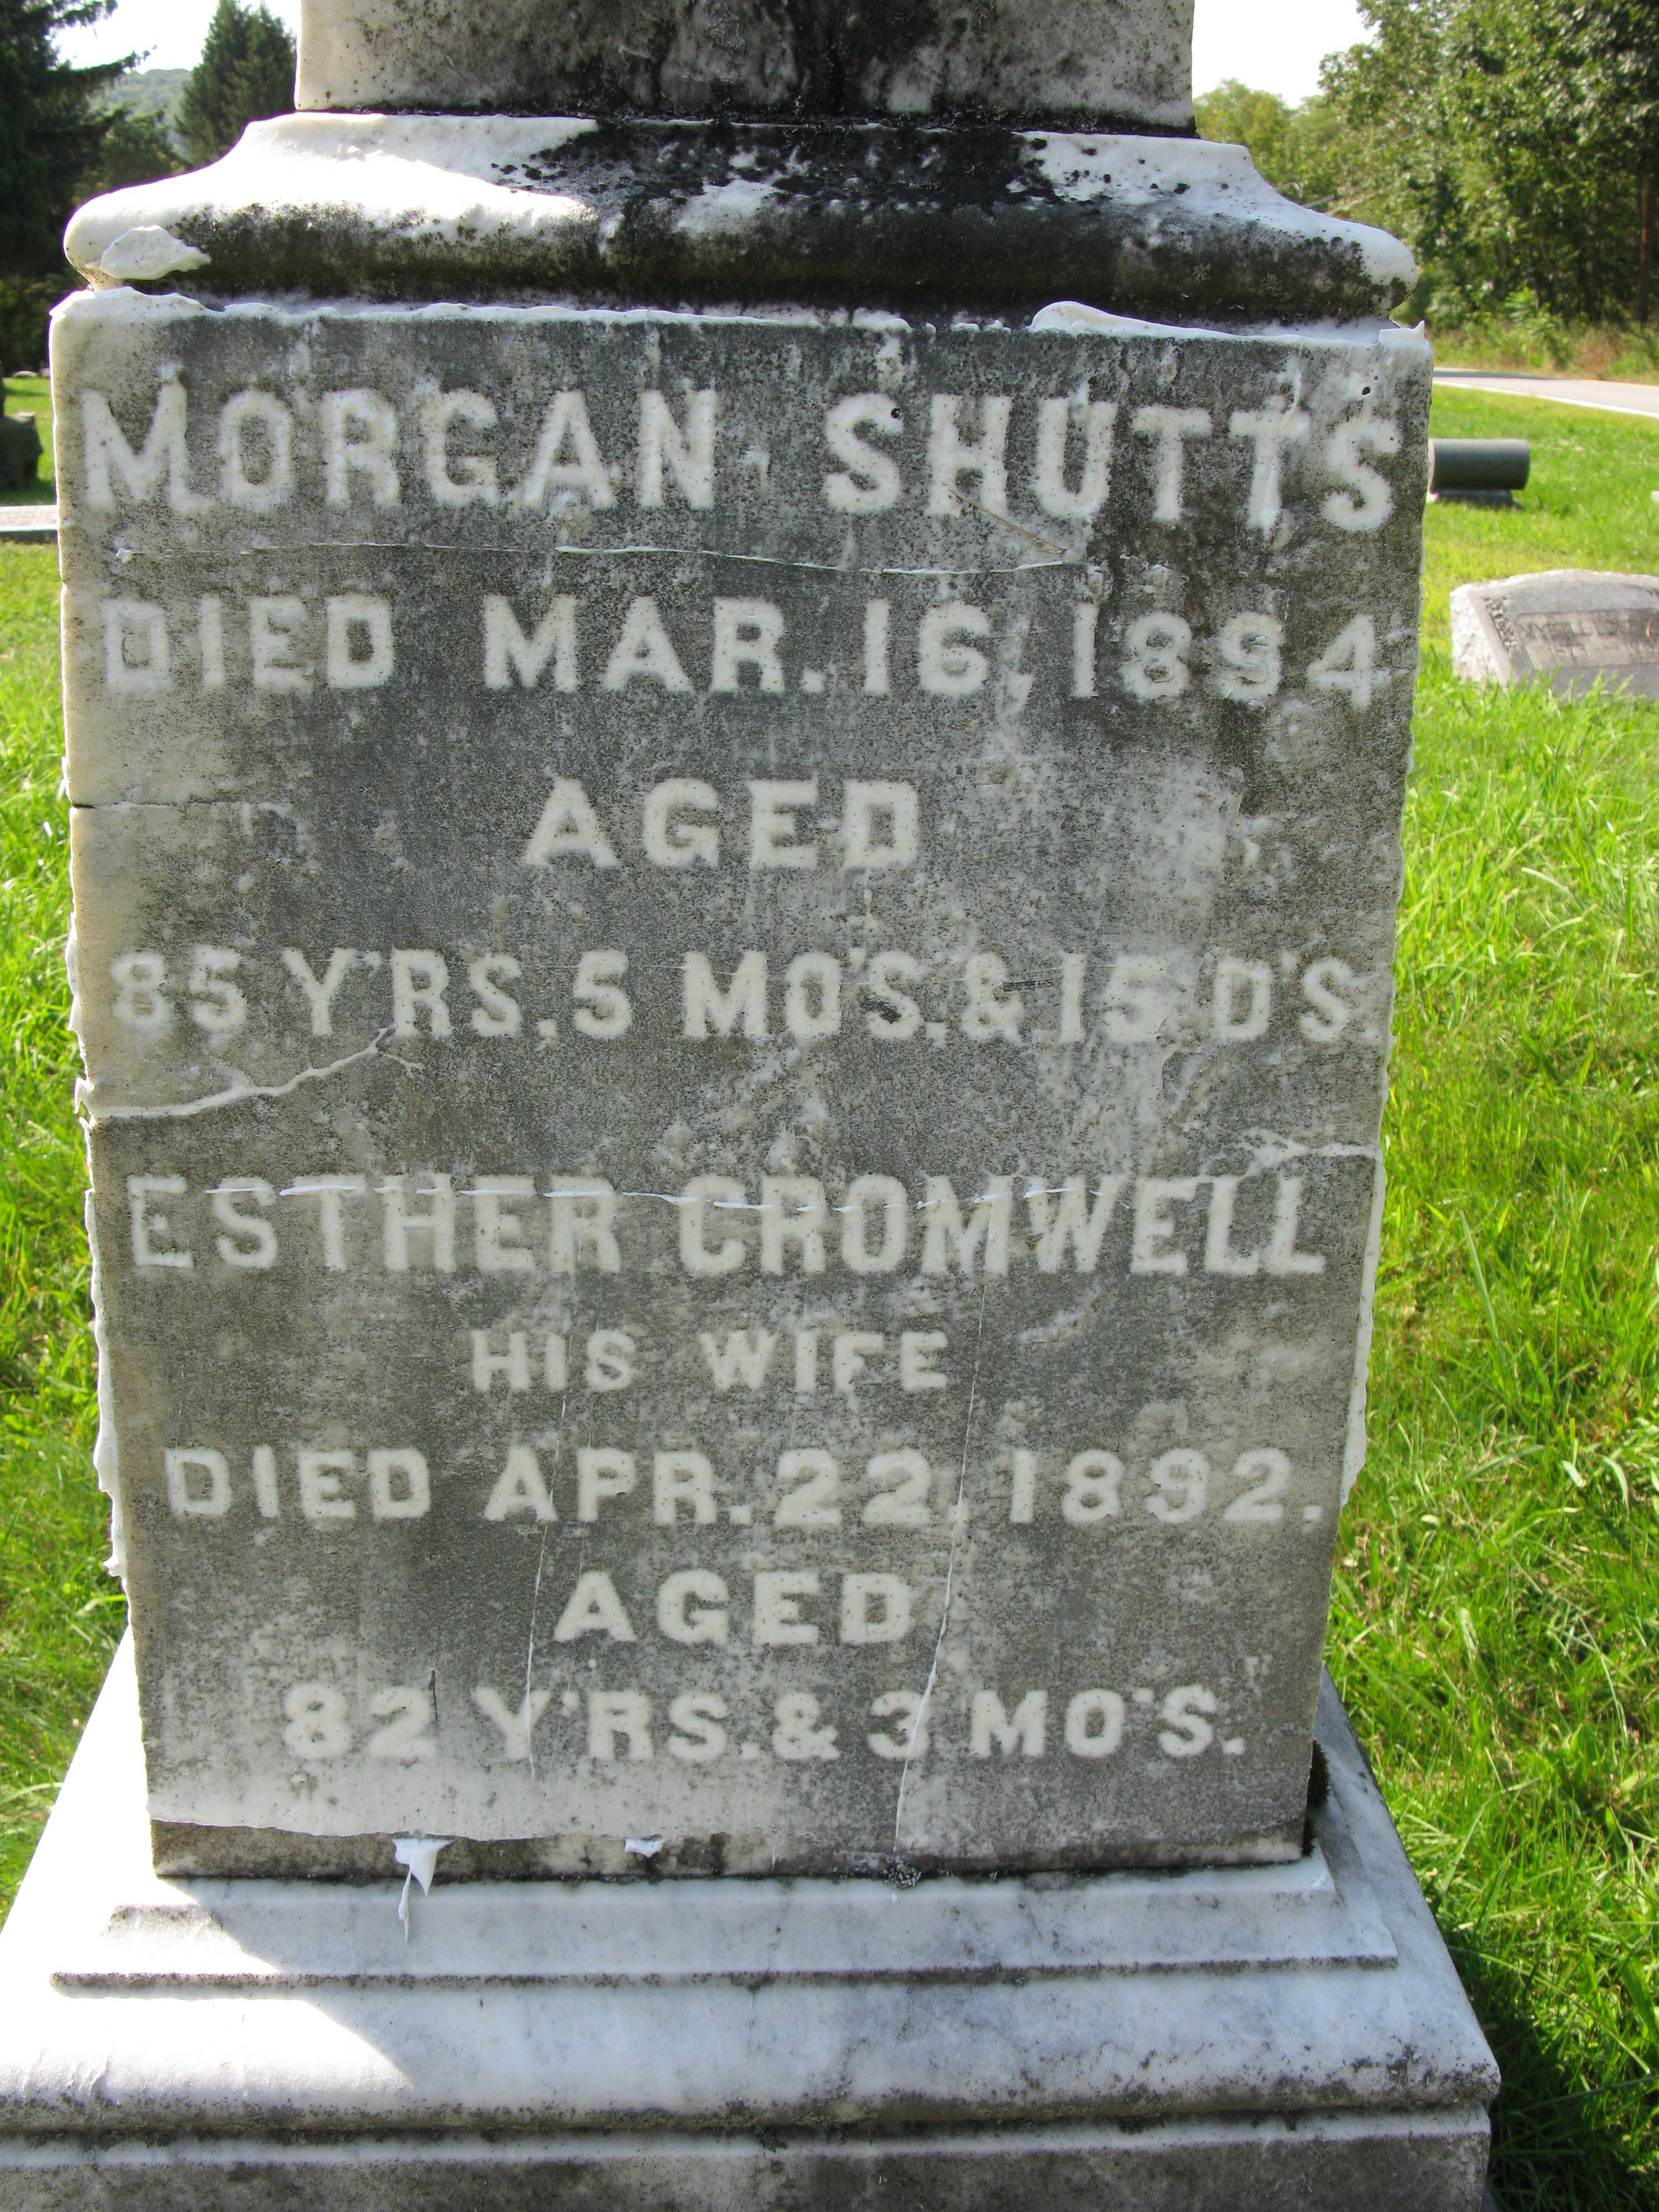 MORGAN SHUTTS
DIED MAR. 16, 1894
AGED
85 Y'RS. 5 MO'S. & 15 D'S.
ESTHER CROMWELL
HIS WIFE
DIED APR. 22, 1892.
AGED
82 Y'RS. & 3 MO'S.